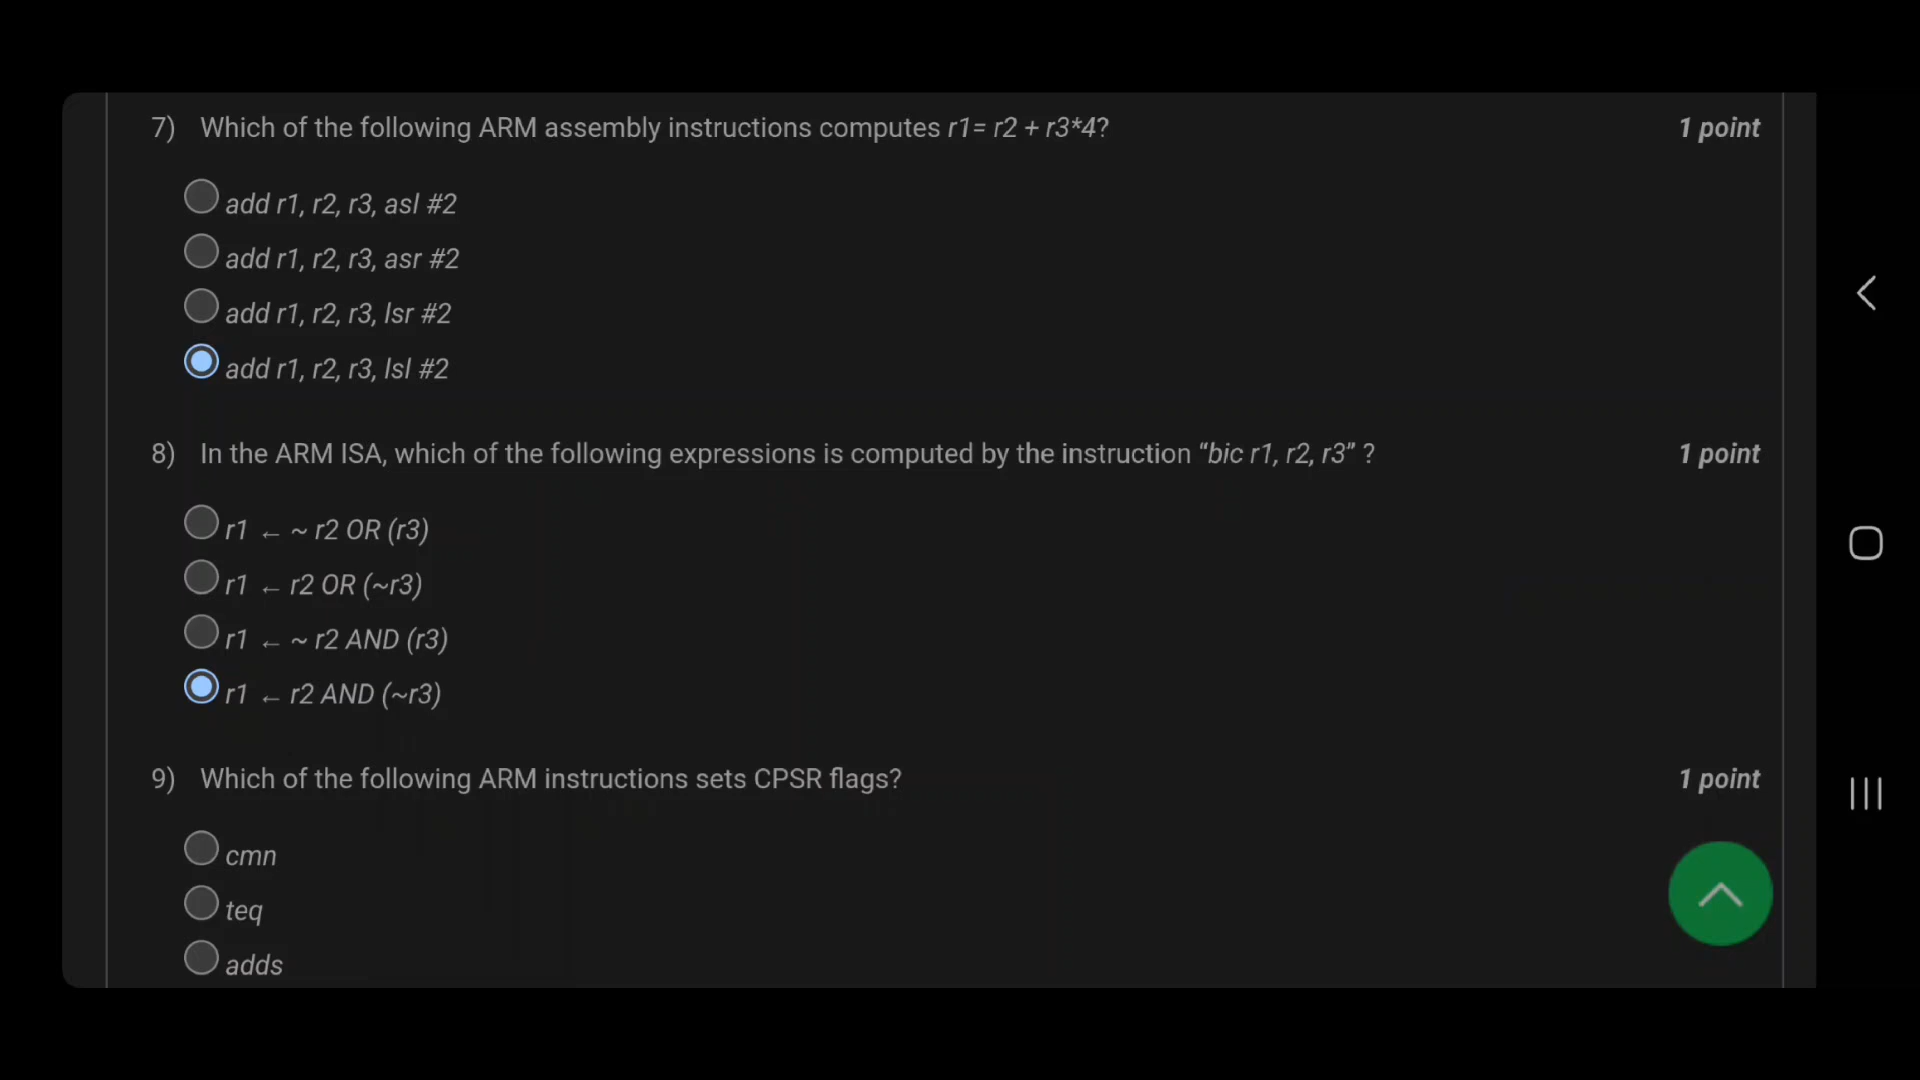 7) Which of the following ARM assembly instructions computes r1= r2 + r3*4? 1 point
add r1, r2, r3, asl #2
add r1, r2, r3, asr #2
add r1, r2, r3, lsr #2
add r1, r2, r3, lsl #2
8) In the ARM ISA, which of the following expressions is computed by the instruction “bic r1, r2, r3” ? 1 point
r1 ← ~ r2 OR (r3)
r1 ← r2 OR (~r3)
r1 ← ~ r2 AND (r3)
r1 ← r2 AND (~r3)
9) Which of the following ARM instructions sets CPSR flags? 1 point
cmn
teq
adds